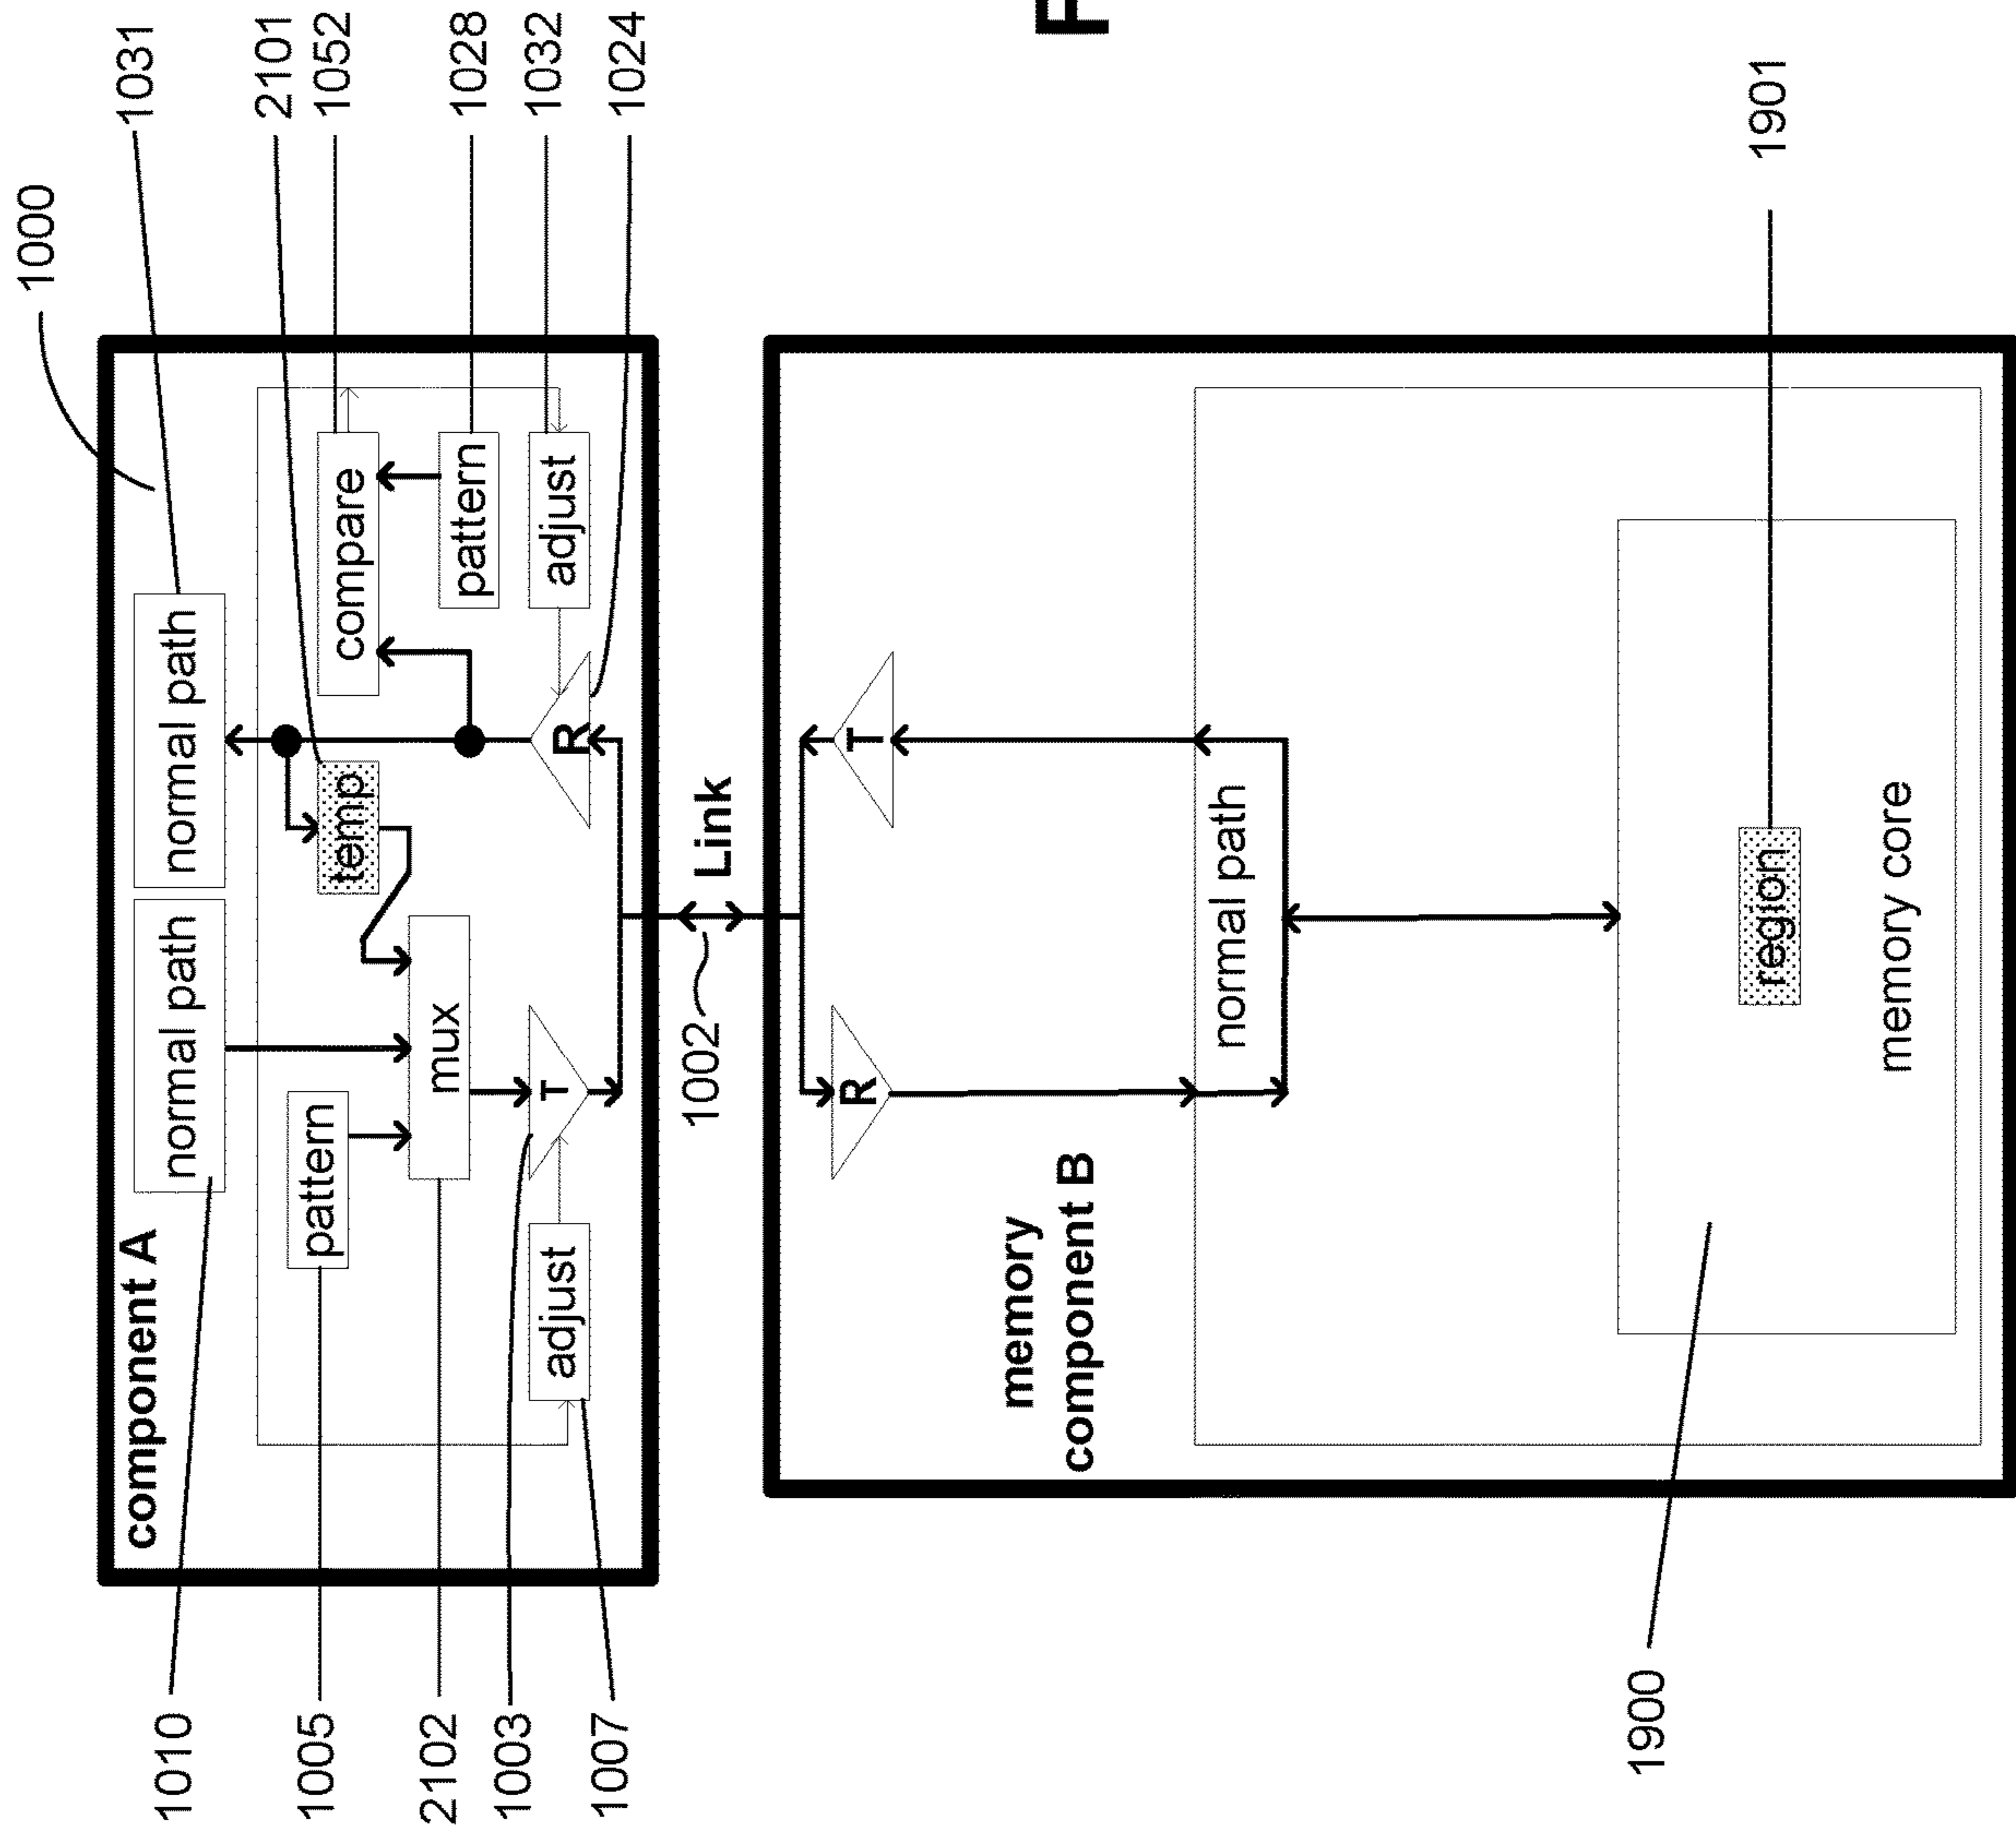 1000
component A
1031
1010
normal path
normal path
2101
1005
pattern
temp
compare
1052
2102
mux
pattern
1028
1003
T
R
1007
adjust
adjust
1032
1024
1002
Link
R
T
memory
component B
F
normal path
1900
region
1901
memory core